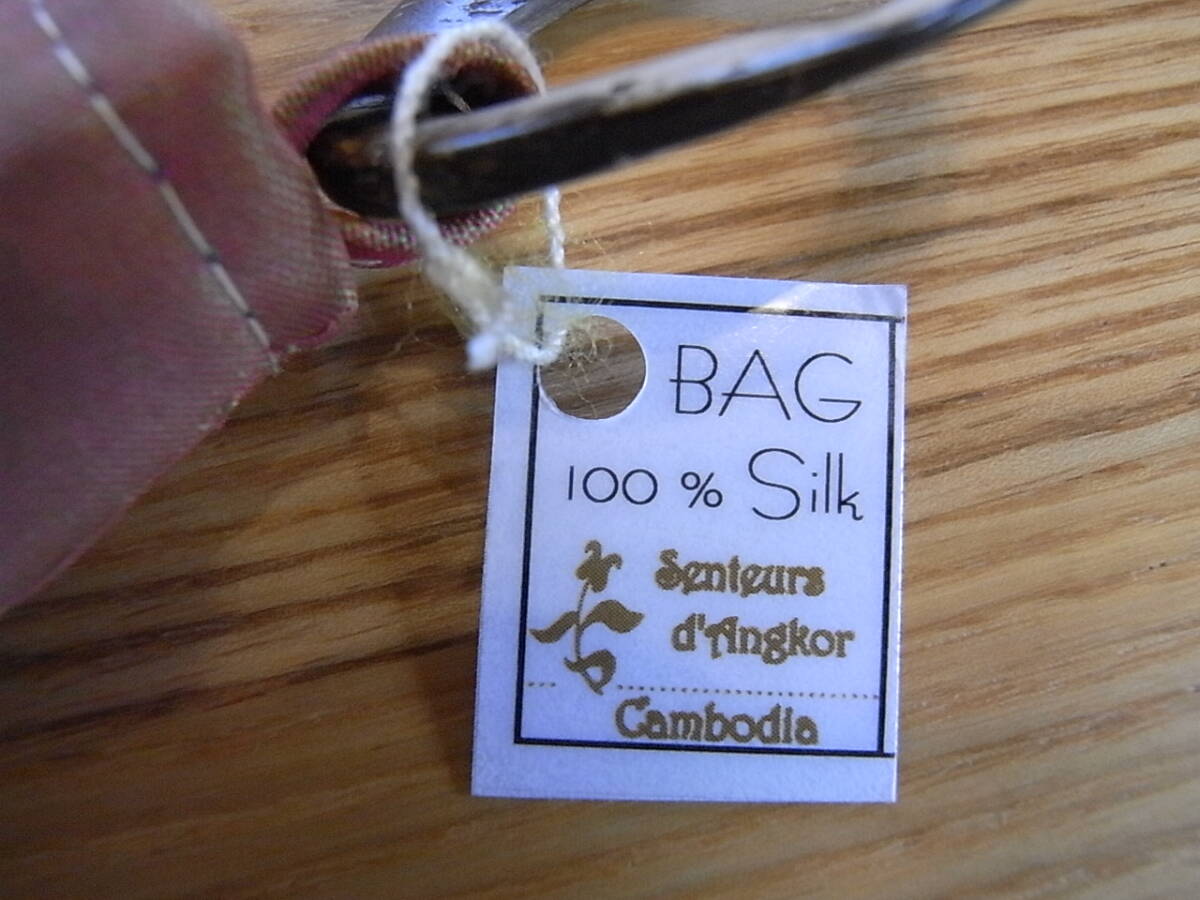 BAG
100 % Silk
Senteurs
d'Angkor
Cambodia